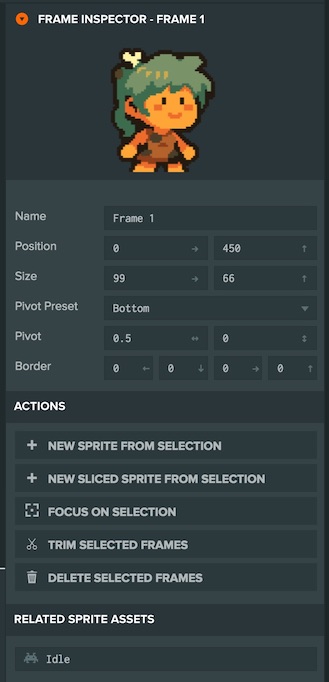 FRAME INSPECTOR - FRAME 1
Name Frame 1
Position 0 → 450 ↑
Size 99 → 66 ↑
Pivot Preset Bottom
Pivot 0.5 ↔ 0 ↕
Border 0 ← 0 ↓ 0 → 0 ↑
ACTIONS
NEW SPRITE FROM SELECTION
NEW SLICED SPRITE FROM SELECTION
FOCUS ON SELECTION
TRIM SELECTED FRAMES
DELETE SELECTED FRAMES
RELATED SPRITE ASSETS
Idle